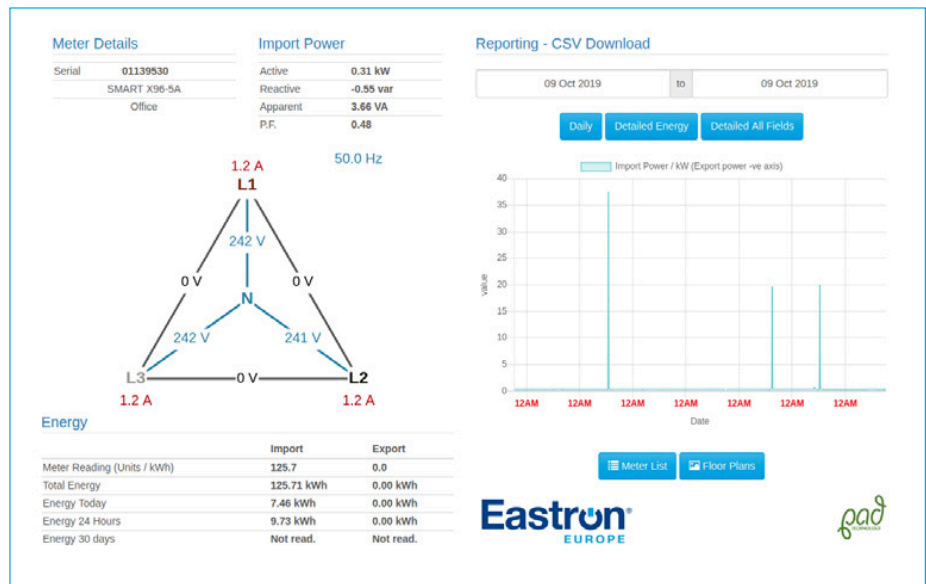 Meter Details
Serial 01139530
SMART X96-5A
Office
Import Power
Active 0.31 kW
Reactive -0.55 var
Apparent 3.66 VA
P.F. 0.48
50.0 Hz
1.2 A
L1
242 V
0 V 0 V
N
242 V 241 V
L3 0 V L2
1.2 A 1.2 A
Energy
Import Export
Meter Reading (Units / kWh) 125.7 0.0
Total Energy 125.71 kWh 0.00 kWh
Energy Today 7.46 kWh 0.00 kWh
Energy 24 Hours 9.73 kWh 0.00 kWh
Energy 30 days Not read. Not read.
Reporting - CSV Download
09 Oct 2019 to 09 Oct 2019
Daily Detailed Energy Detailed All Fields
Import Power / kW (Export power -ve axis)
40
35
30
25
20
15
10
5
0
value
12AM 12AM 12AM 12AM 12AM 12AM 12AM
Date
Meter List Floor Plans
Eastron
EUROPE
pad
TECHNOLOGY